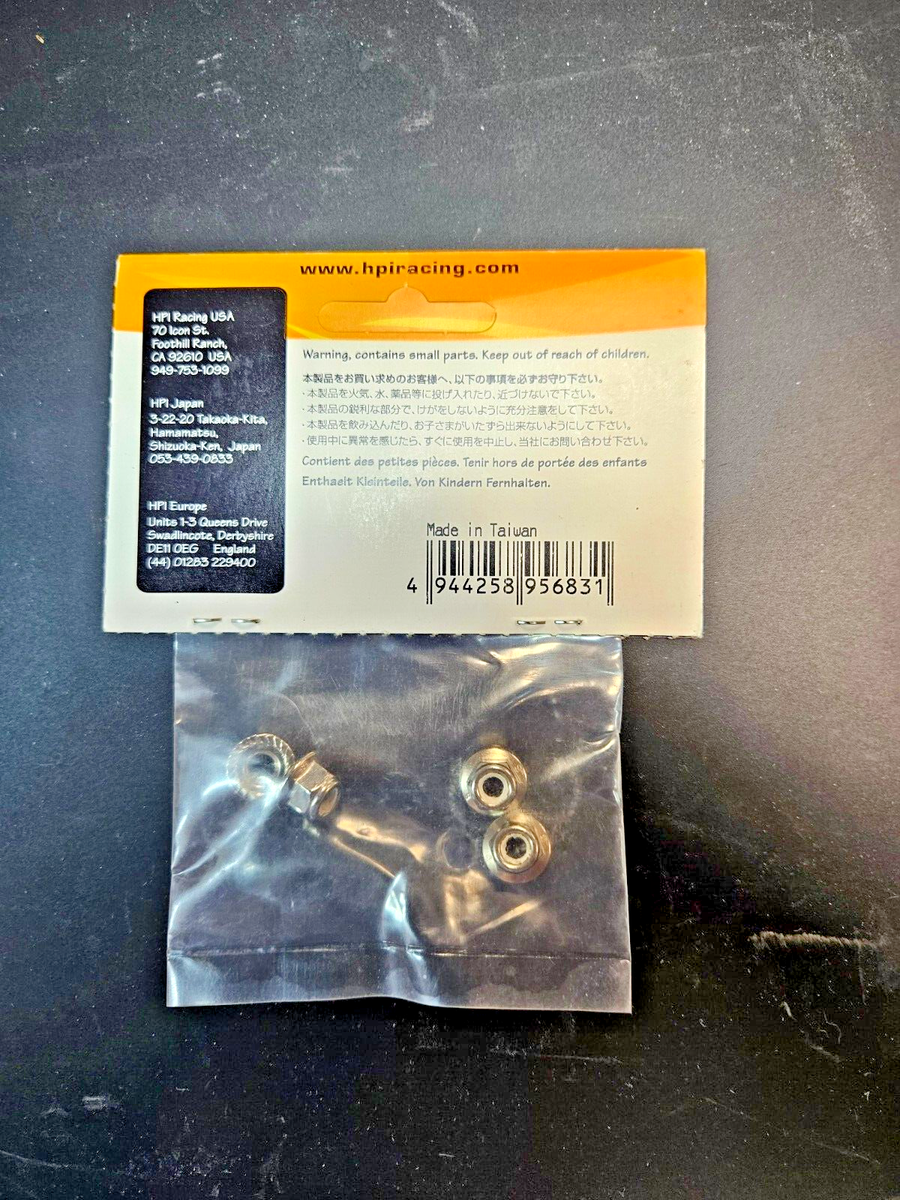 www.hpiracing.com
HPI Racing USA
70 Icon St.
Foothill Ranch,
CA 92610 USA
949-753-1099
HPI Japan
3-22-20 Takaoka-Kita,
Hamamatsu,
Shizuoka-Ken, Japan
053-439-0833
HPI Europe
Units 1-3 Queens Drive
Swadlincote, Derbyshire
DE11 0EG England
(44) 01283 229400
Warning, contains small parts. Keep out of reach of children.
本製品をお買い求めのお客様へ、以下の事項を必ずお守り下さい。
・本製品を火気、水、薬品等に投げ入れたり、近づけないで下さい。
・本製品の鋭利な部分で、けがをしないように充分注意をして下さい。
・本製品を飲み込んだり、お子さまがいたずら出来ないようにして下さい。
・使用中に異常を感じたら、すぐに使用を中止し、当社にお問い合わせ下さい。
Contient des petites pièces. Tenir hors de portée des enfants
Enthaelt Kleinteile. Von Kindern Fernhalten.
Made in Taiwan
4 944258 956831